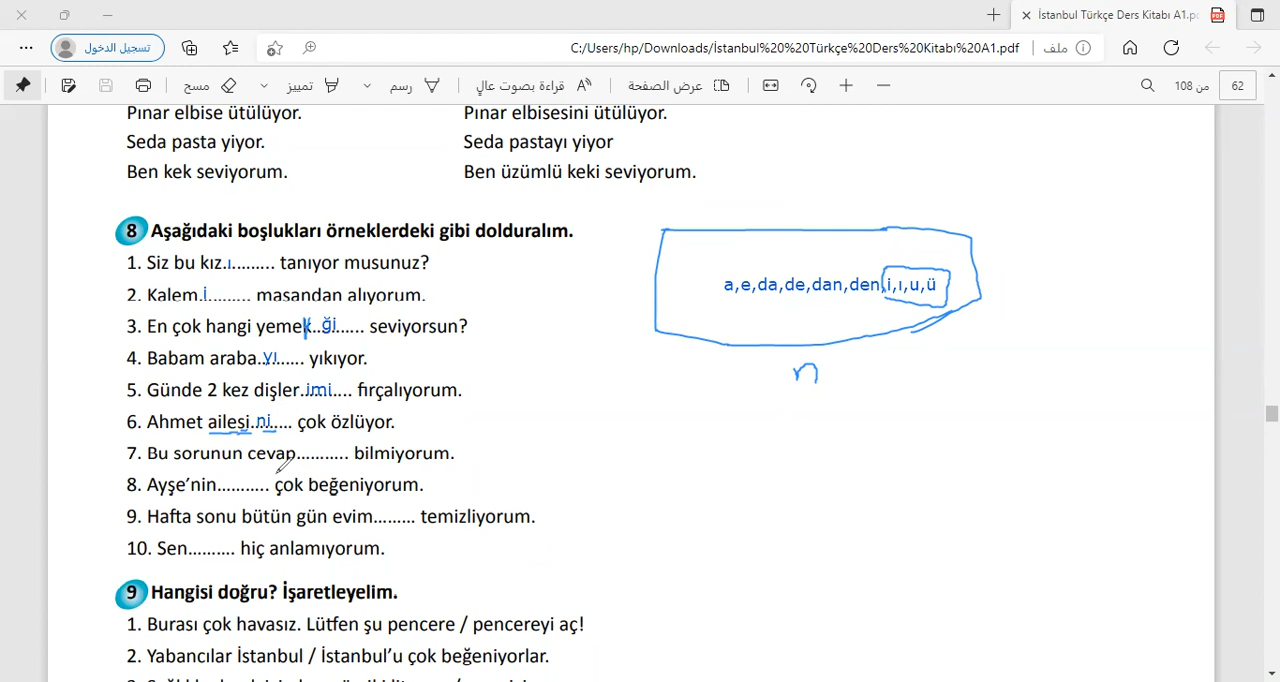 İstanbul Türkçe Ders Kitabı A1.pc
PDF
تسجيل الدخول
C:/Users/hp/Downloads/İstanbul%20%20Türkçe%20Ders%20Kitabı%20A1.pdf
ملف
مسح
تمييز
رسم
قراءة بصوت عالٍ
عرض الصفحة
من 108
62
Pınar elbise ütülüyor. Pınar elbisesini ütülüyor.
Seda pasta yiyor. Seda pastayı yiyor
Ben kek seviyorum. Ben üzümlü keki seviyorum.
8 Aşağıdaki boşlukları örneklerdeki gibi dolduralım.
1. Siz bu kız.ı......... tanıyor musunuz?
2. Kalem.i......... masandan alıyorum.
3. En çok hangi yemek..ği...... seviyorsun?
4. Babam araba..yı...... yıkıyor.
5. Günde 2 kez dişler..imi.... fırçalıyorum.
6. Ahmet ailesi..ni..... çok özlüyor.
7. Bu sorunun cevap........... bilmiyorum.
8. Ayşe’nin........... çok beğeniyorum.
9. Hafta sonu bütün gün evim......... temizliyorum.
10. Sen.......... hiç anlamıyorum.
a,e,da,de,dan,den,i,ı,u,ü
n
9 Hangisi doğru? İşaretleyelim.
1. Burası çok havasız. Lütfen şu pencere / pencereyi aç!
2. Yabancılar İstanbul / İstanbul’u çok beğeniyorlar.